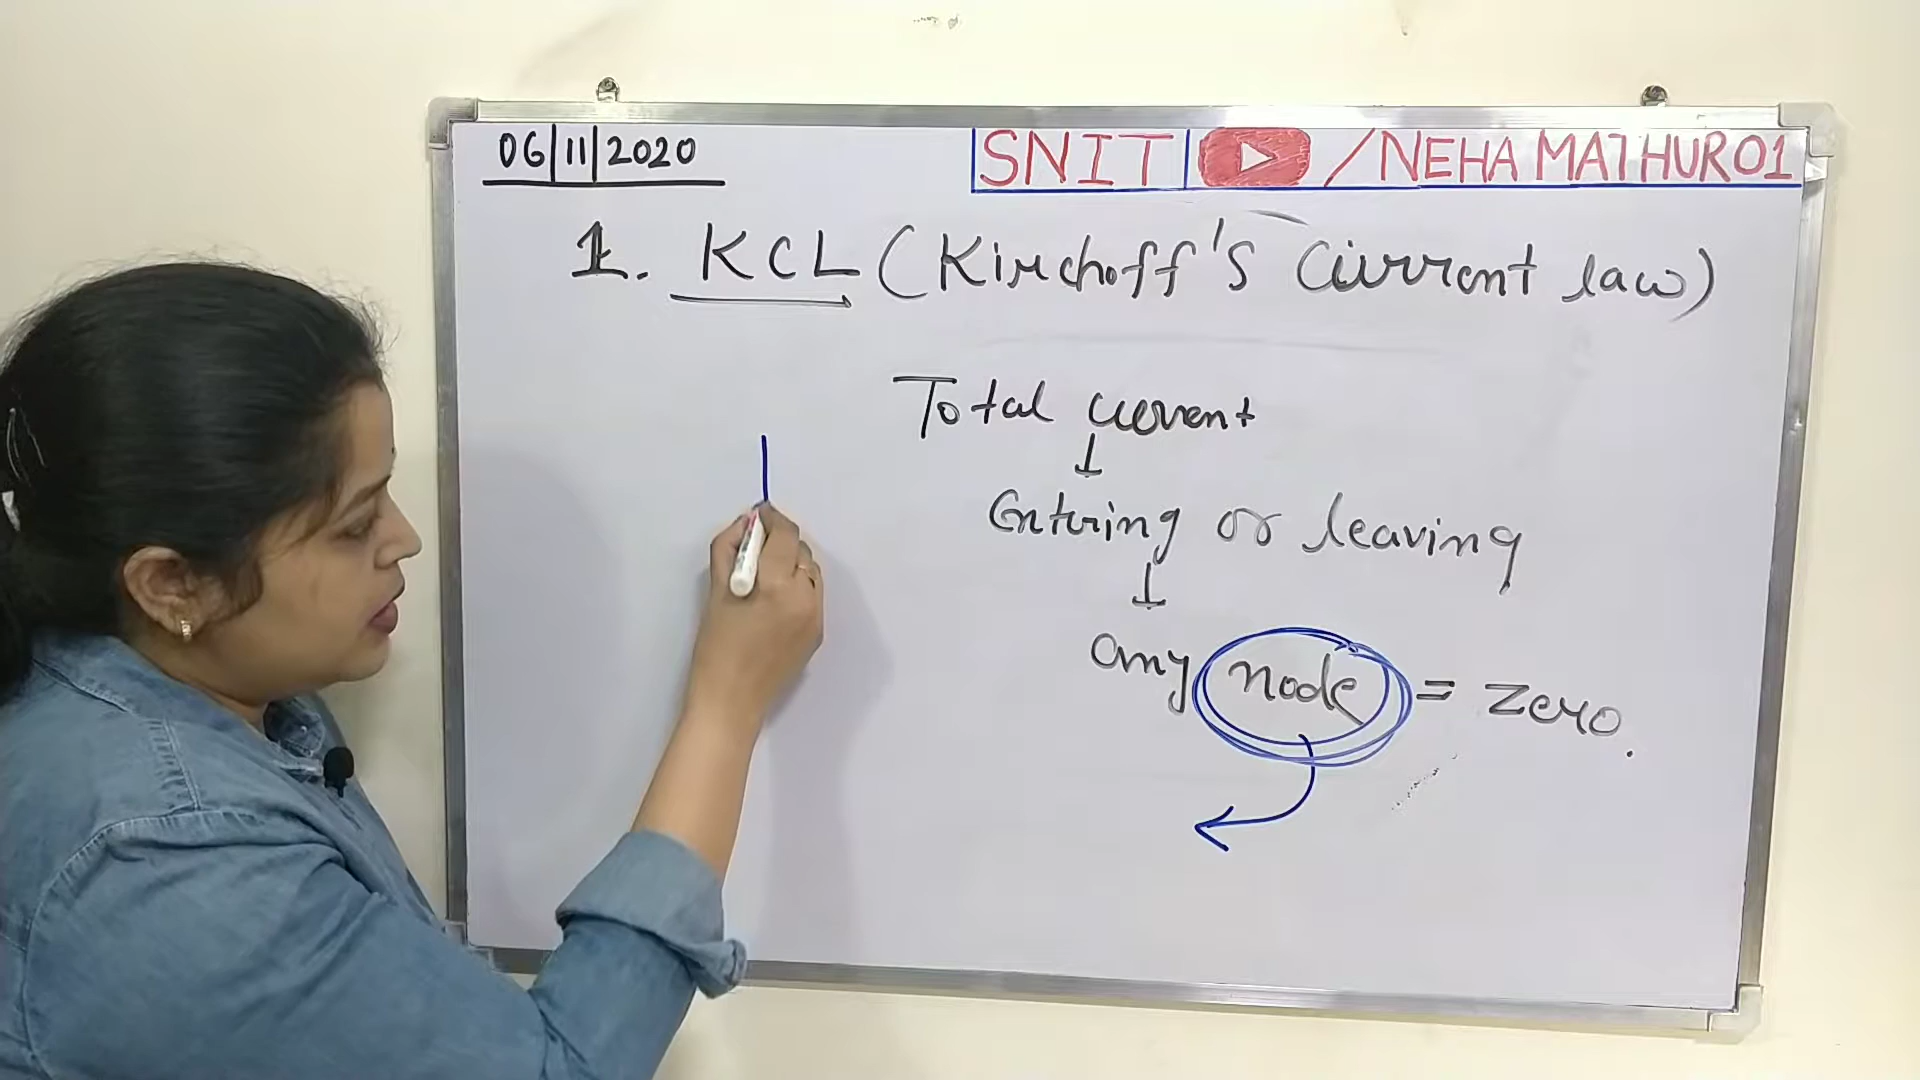 06|11|2020
SNIT /NEHA MATHUR01
1. KCL (Kirchoff's Current law)
Total current
Entering or leaving
any node = zero.